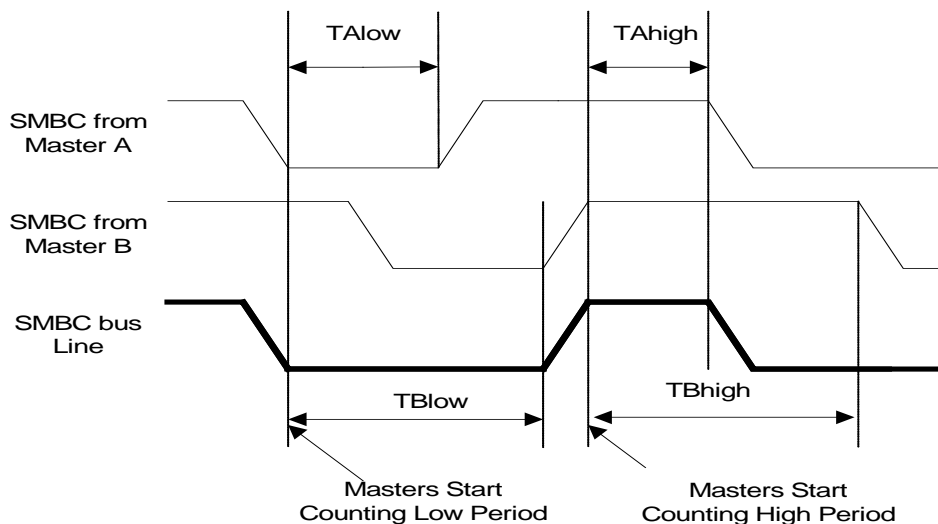 TAlow
TAhigh
SMBC from
Master A
SMBC from
Master B
SMBC bus
Line
TBlow
TBhigh
Masters Start
Counting Low Period
Masters Start
Counting High Period